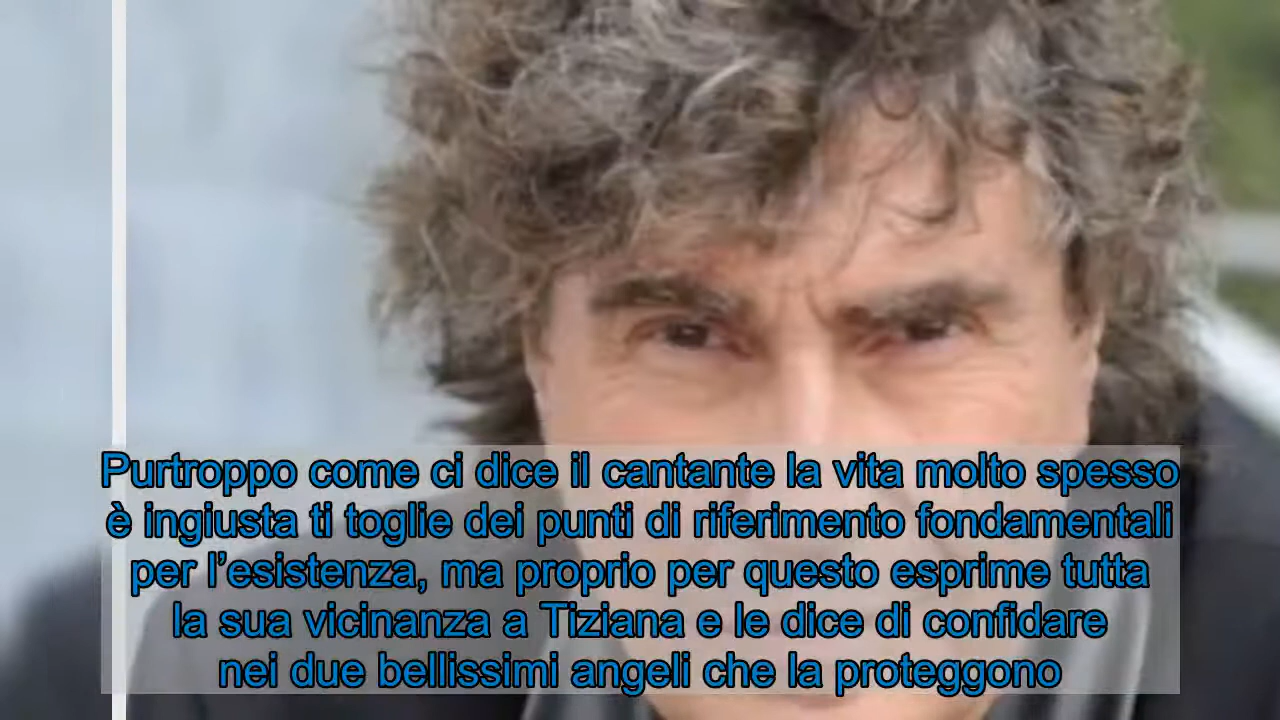 Purtroppo come ci dice il cantante la vita molto spesso
è ingiusta ti toglie dei punti di riferimento fondamentali
per l’esistenza, ma proprio per questo esprime tutta
la sua vicinanza a Tiziana e le dice di confidare
nei due bellissimi angeli che la proteggono